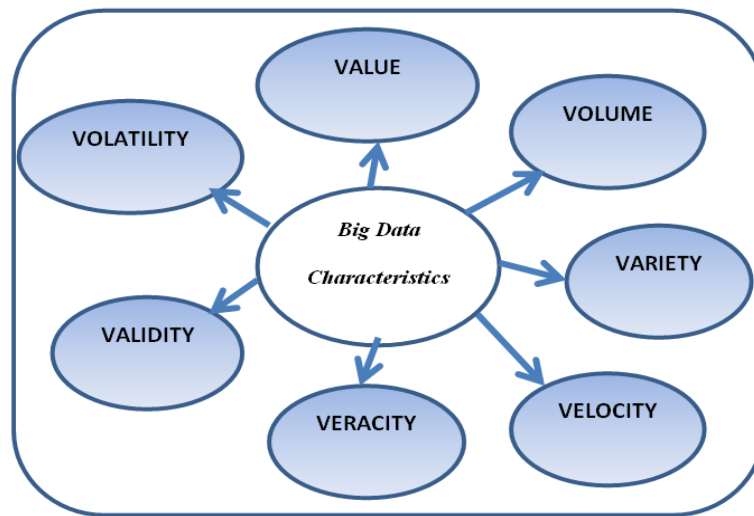 VALUE
VOLUME
VOLATILITY
Big Data
Characteristics
VARIETY
VALIDITY
VERACITY
VELOCITY